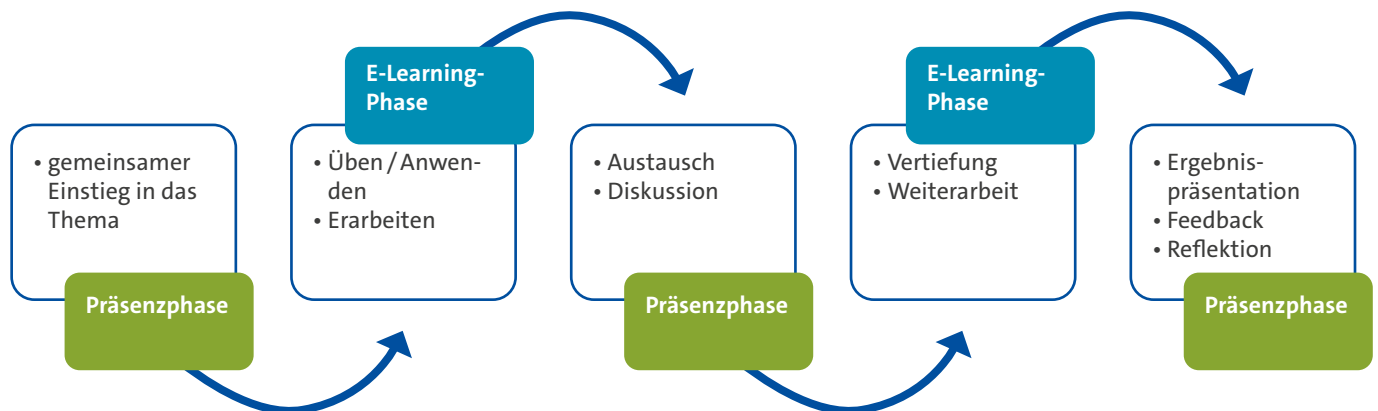 • gemeinsamer
Einstieg in das
Thema
Präsenzphase
E-Learning-
Phase
• Üben / Anwen-
den
• Erarbeiten
• Austausch
• Diskussion
Präsenzphase
E-Learning-
Phase
• Vertiefung
• Weiterarbeit
• Ergebnis-
präsentation
• Feedback
• Reflektion
Präsenzphase